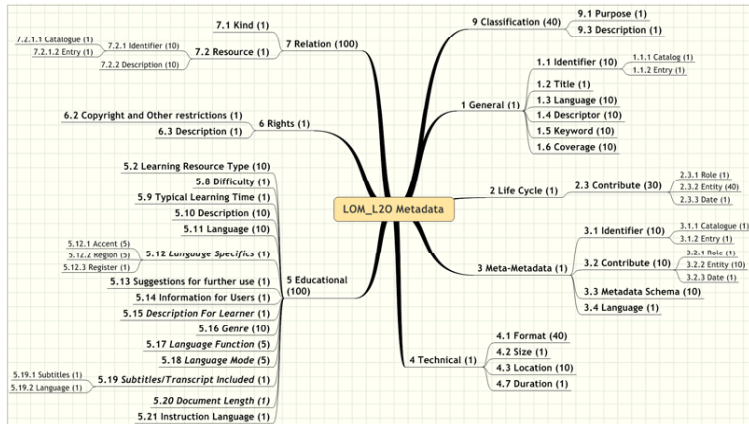 LOM_L2O Metadata
9 Classification (40)
9.1 Purpose (1)
9.3 Description (1)
1 General (1)
1.1 Identifier (10)
1.1.1 Catalog (1)
1.1.2 Entry (1)
1.2 Title (1)
1.3 Language (10)
1.4 Descriptor (10)
1.5 Keyword (10)
1.6 Coverage (10)
2 Life Cycle (1)
2.3 Contribute (30)
2.3.1 Role (1)
2.3.2 Entity (40)
2.3.3 Date (1)
3 Meta-Metadata (1)
3.1 Identifier (10)
3.1.1 Catalogue (1)
3.1.2 Entry (1)
3.2 Contribute (10)
3.2.1 Role (1)
3.2.2 Entity (10)
3.2.3 Date (1)
3.3 Metadata Schema (10)
3.4 Language (1)
4 Technical (1)
4.1 Format (40)
4.2 Size (1)
4.3 Location (10)
4.7 Duration (1)
7 Relation (100)
7.1 Kind (1)
7.2 Resource (1)
7.2.1 Identifier (10)
7.2.1.1 Catalogue (1)
7.2.1.2 Entry (1)
7.2.2 Description (10)
6 Rights (1)
6.2 Copyright and Other restrictions (1)
6.3 Description (1)
5 Educational
(100)
5.2 Learning Resource Type (10)
5.8 Difficulty (1)
5.9 Typical Learning Time (1)
5.10 Description (10)
5.11 Language (10)
5.12 Language Specifics (1)
5.12.1 Accent (5)
5.12.2 Region (5)
5.12.3 Register (1)
5.13 Suggestions for further use (1)
5.14 Information for Users (1)
5.15 Description For Learner (1)
5.16 Genre (10)
5.17 Language Function (5)
5.18 Language Mode (5)
5.19 Subtitles/Transcript Included (1)
5.19.1 Subtitles (1)
5.19.2 Language (1)
5.20 Document Length (1)
5.21 Instruction Language (1)